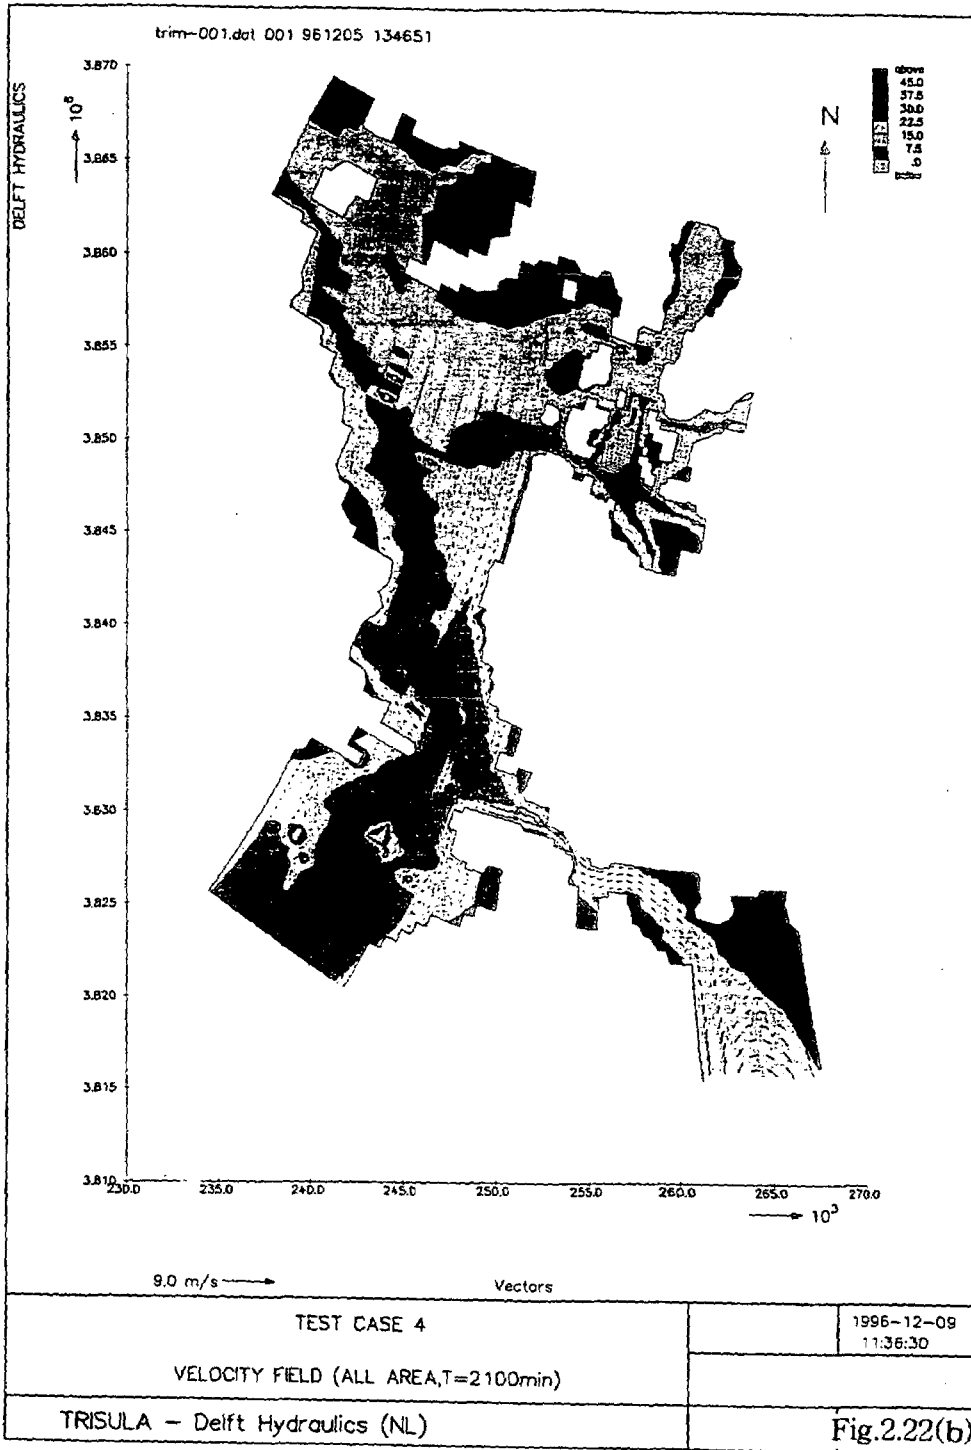 trim-001.dat 001 961205 134651
DELFT HYDRAULICS
10⁶
3.870
3.865
3.860
3.855
3.850
3.845
3.840
3.835
3.830
3.825
3.820
3.815
3.810
above
45.0
37.5
30.0
22.5
15.0
7.5
.0
below
N
230.0 235.0 240.0 245.0 250.0 255.0 260.0 265.0 270.0
10³
9.0 m/s
Vectors
TEST CASE 4
VELOCITY FIELD (ALL AREA,T=2100min)
1996-12-09
11:36:30
TRISULA - Delft Hydraulics (NL)
Fig.2.22(b)